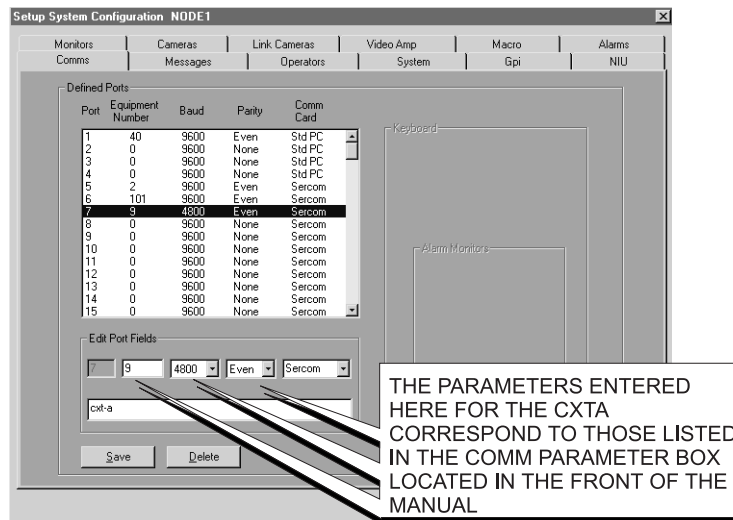 Setup System Configuration NODE1
Monitors Cameras Link Cameras Video Amp Macro Alarms
Comms Messages Operators System Gpi NIU
Defined Ports
Port Equipment Number Baud Parity Comm Card
1 40 9600 Even Std PC
2 0 9600 None Std PC
3 0 9600 None Std PC
4 0 9600 None Std PC
5 2 9600 Even Sercom
6 101 9600 Even Sercom
7 9 4800 Even Sercom
8 0 9600 None Sercom
9 0 9600 None Sercom
10 0 9600 None Sercom
11 0 9600 None Sercom
12 0 9600 None Sercom
13 0 9600 None Sercom
14 0 9600 None Sercom
15 0 9600 None Sercom
Keyboard
Alarm Monitors
Edit Port Fields
7 9 4800 Even Sercom
cxt-a
Save Delete
THE PARAMETERS ENTERED
HERE FOR THE CXTA
CORRESPOND TO THOSE LISTED
IN THE COMM PARAMETER BOX
LOCATED IN THE FRONT OF THE
MANUAL